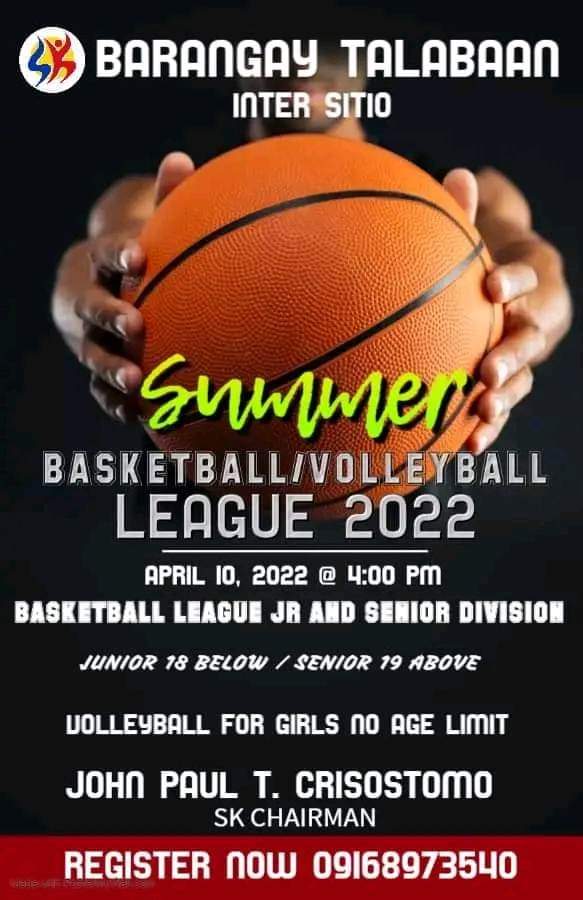 BARANGAY TALABAAN
INTER SITIO
Summer
BASKETBALL/VOLLEYBALL
LEAGUE 2022
APRIL 10, 2022 @ 4:00 PM
BASKETBALL LEAGUE JR AND SENIOR DIVISION
JUNIOR 18 BELOW / SENIOR 19 ABOVE
VOLLEYBALL FOR GIRLS NO AGE LIMIT
JOHN PAUL T. CRISOSTOMO
SK CHAIRMAN
REGISTER NOW 09168973540